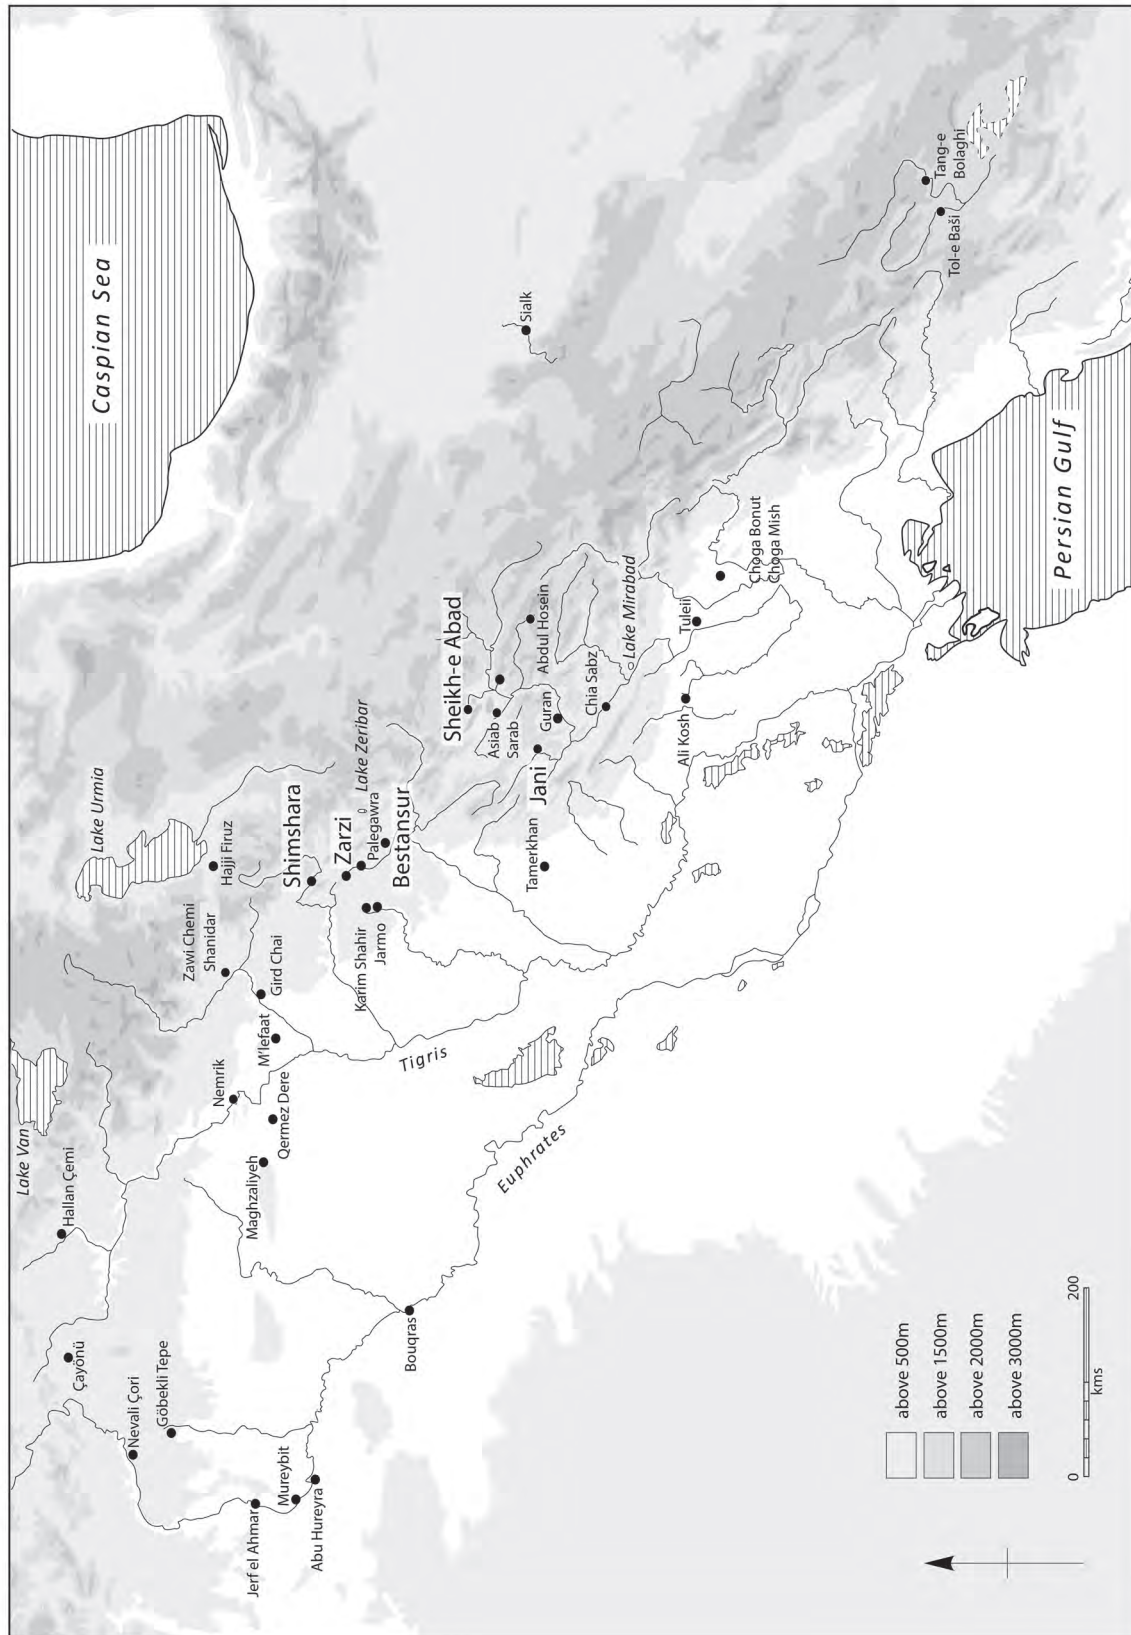 Caspian Sea
Lake Van
Hallan Çemi
Çayönü
Nevali Çori
Göbekli Tepe
Jerf el Ahmar
Mureybit
Abu Hureyra
Bouqras
Maghzaliyeh
Qermez Dere
Nemrik
M'lefaat
Gird Chai
Zawi Chemi
Shanidar
Lake Urmia
Hajji Firuz
Shimshara
Zarzi
Palegawra
Lake Zeribar
Bestansur
Karim Shahir
Jarmo
Tigris
Euphrates
Sheikh-e Abad
Asiab
Sarab
Abdul Hosein
Guran
Jani
Chia Sabz
Lake Mirabad
Tamerkhan
Ali Kosh
Tuleii
Choga Bonut
Choga Mish
Sialk
Tang-e
Bolaghi
Tol-e Baši
Persian Gulf
above 500m
above 1500m
above 2000m
above 3000m
0
200
kms